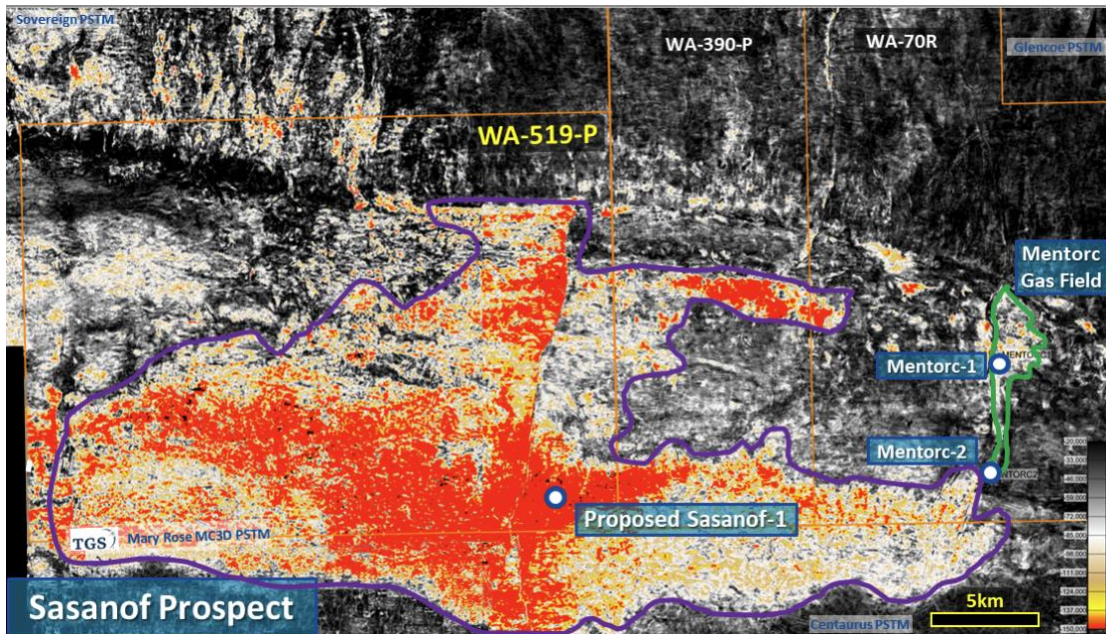 Sovereign PSTM
WA-390-P
WA-70R
Glencoe PSTM
WA-519-P
Mentorc
Gas Field
Mentorc-1
Mentorc-2
Proposed Sasanof-1
TGS
Mary Rose MC3D PSTM
Sasanof Prospect
5km
Centaurus PSTM